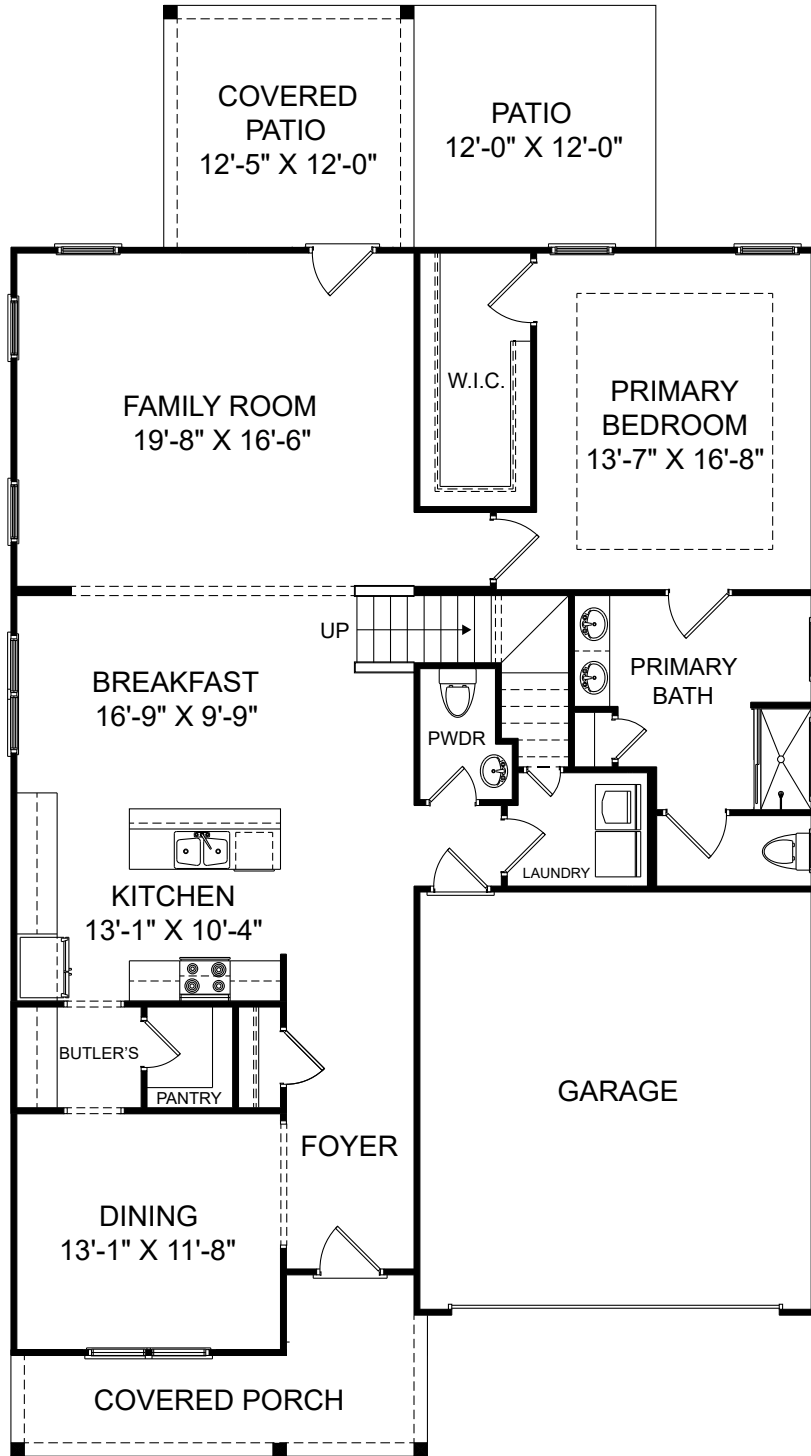 COVERED
PATIO
12'-5" X 12'-0"
PATIO
12'-0" X 12'-0"
FAMILY ROOM
19'-8" X 16'-6"
W.I.C.
PRIMARY
BEDROOM
13'-7" X 16'-8"
UP
BREAKFAST
16'-9" X 9'-9"
PRIMARY
BATH
PWDR
LAUNDRY
KITCHEN
13'-1" X 10'-4"
BUTLER'S
PANTRY
GARAGE
FOYER
DINING
13'-1" X 11'-8"
COVERED PORCH